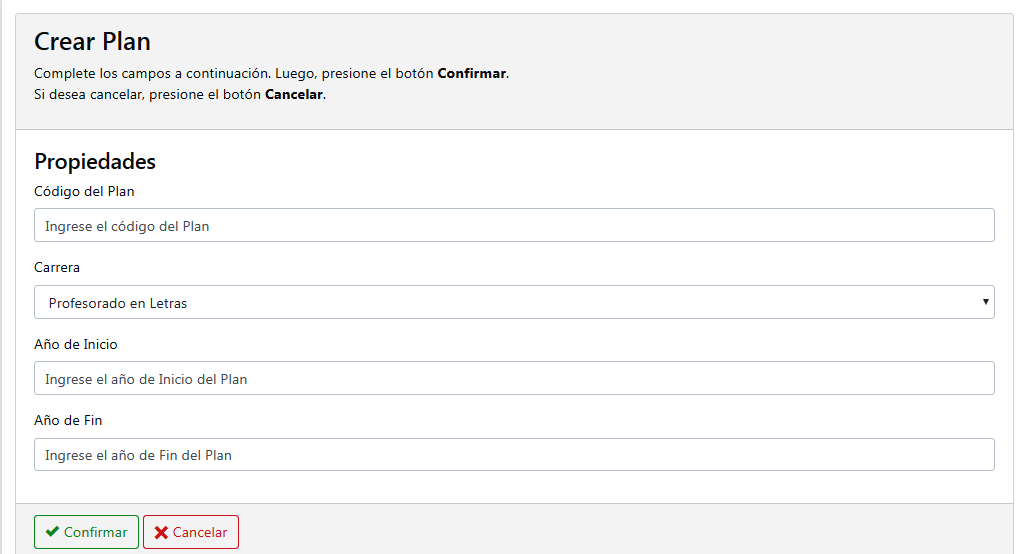 Crear Plan
Complete los campos a continuación. Luego, presione el botón Confirmar.
Si desea cancelar, presione el botón Cancelar.
Propiedades
Código del Plan
Ingrese el código del Plan
Carrera
Profesorado en Letras
Año de Inicio
Ingrese el año de Inicio del Plan
Año de Fin
Ingrese el año de Fin del Plan
Confirmar Cancelar